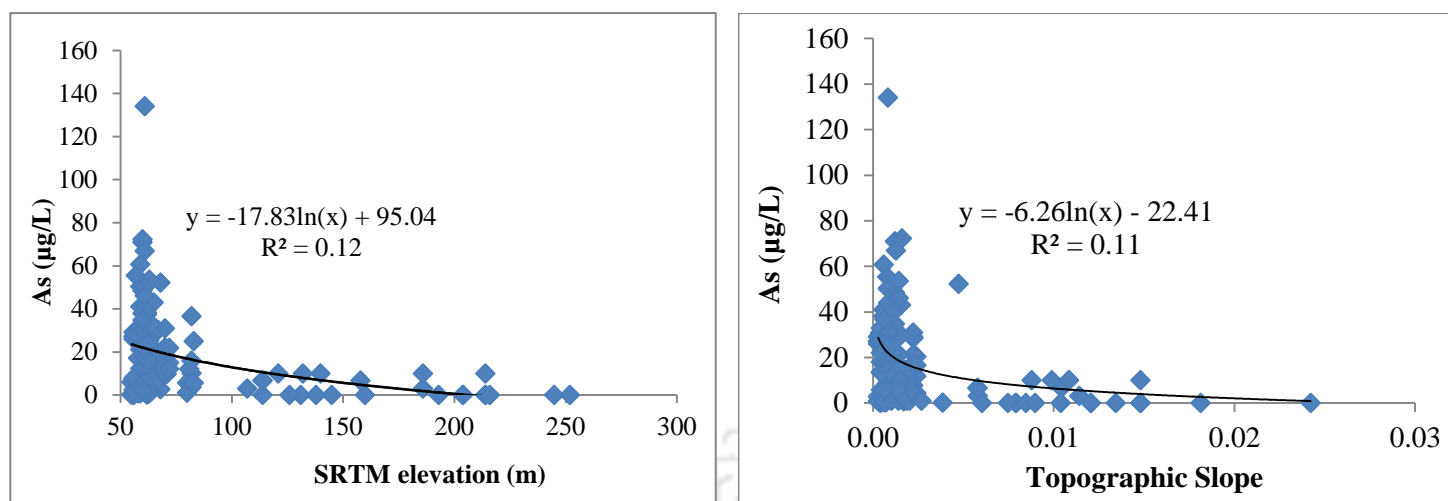 160
140
120
100
80
60
40
20
0
As (µg/L)
y = -17.83ln(x) + 95.04
R² = 0.12
50 100 150 200 250 300
SRTM elevation (m)
160
140
120
100
80
60
40
20
0
As (µg/L)
y = -6.26ln(x) - 22.41
R² = 0.11
0.00 0.01 0.02 0.03
Topographic Slope